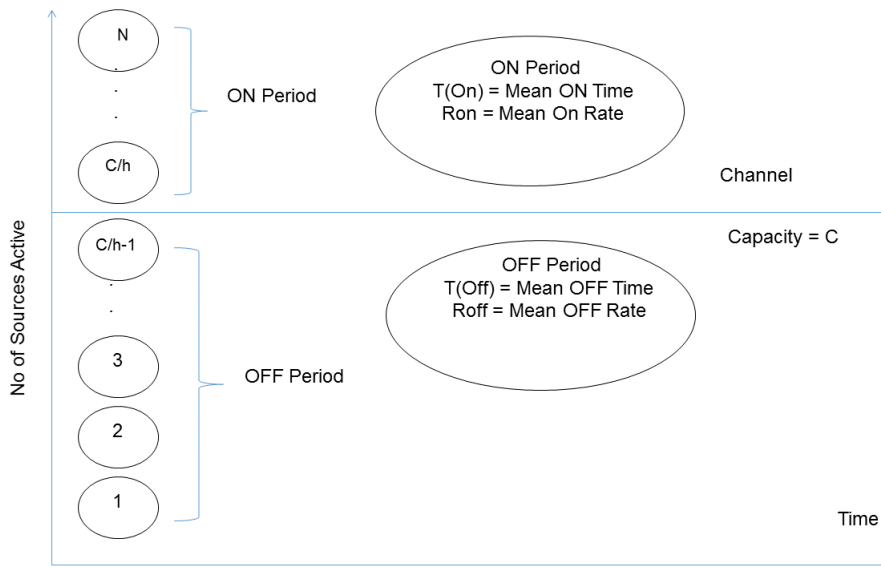 N
ON Period
ON Period
T(On) = Mean ON Time
Ron = Mean On Rate
C/h
Channel
C/h-1
Capacity = C
OFF Period
T(Off) = Mean OFF Time
Roff = Mean OFF Rate
No of Sources Active
3
OFF Period
2
1
Time